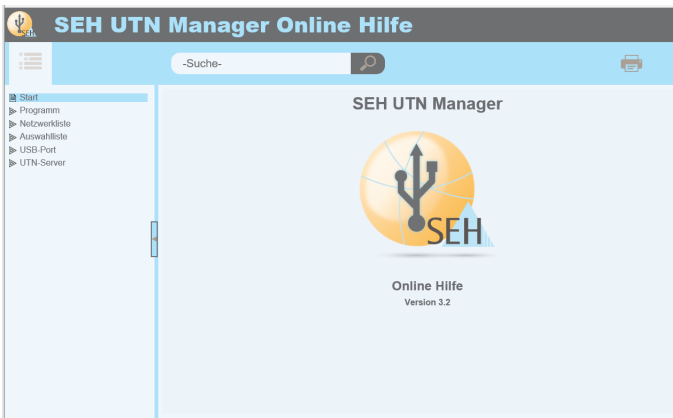 SEH UTN Manager Online Hilfe
SEH
-Suche-
Start
Programm
Netzwerkliste
Auswahlliste
USB-Port
UTN-Server
SEH UTN Manager
SEH
Online Hilfe
Version 3.2